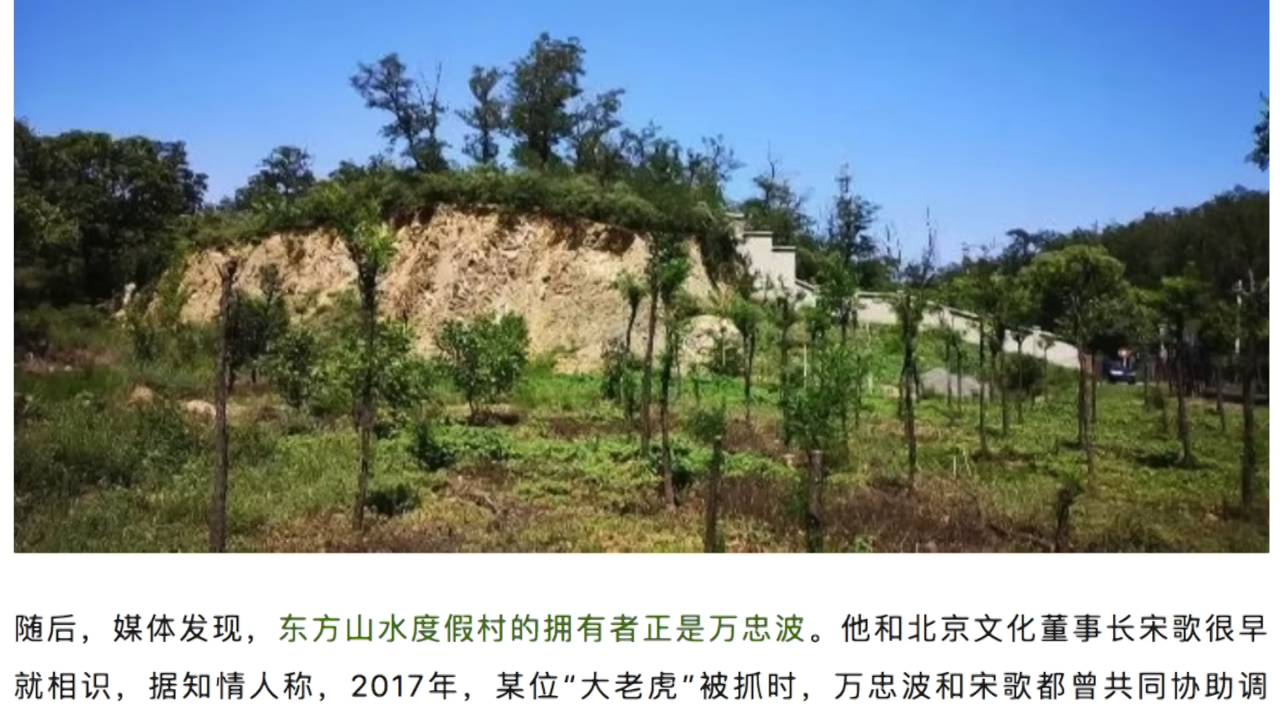 随后，媒体发现，东方山水度假村的拥有者正是万忠波。他和北京文化董事长宋歌很早
就相识，据知情人称，2017年，某位“大老虎”被抓时，万忠波和宋歌都曾共同协助调